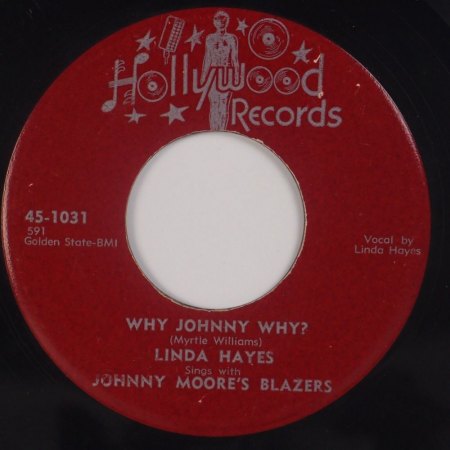 Hollywood
Records
45-1031
591
Golden State-BMI
Vocal by
Linda Hayes
WHY JOHNNY WHY?
(Myrtle Williams)
LINDA HAYES
Sings with
JOHNNY MOORE'S BLAZERS